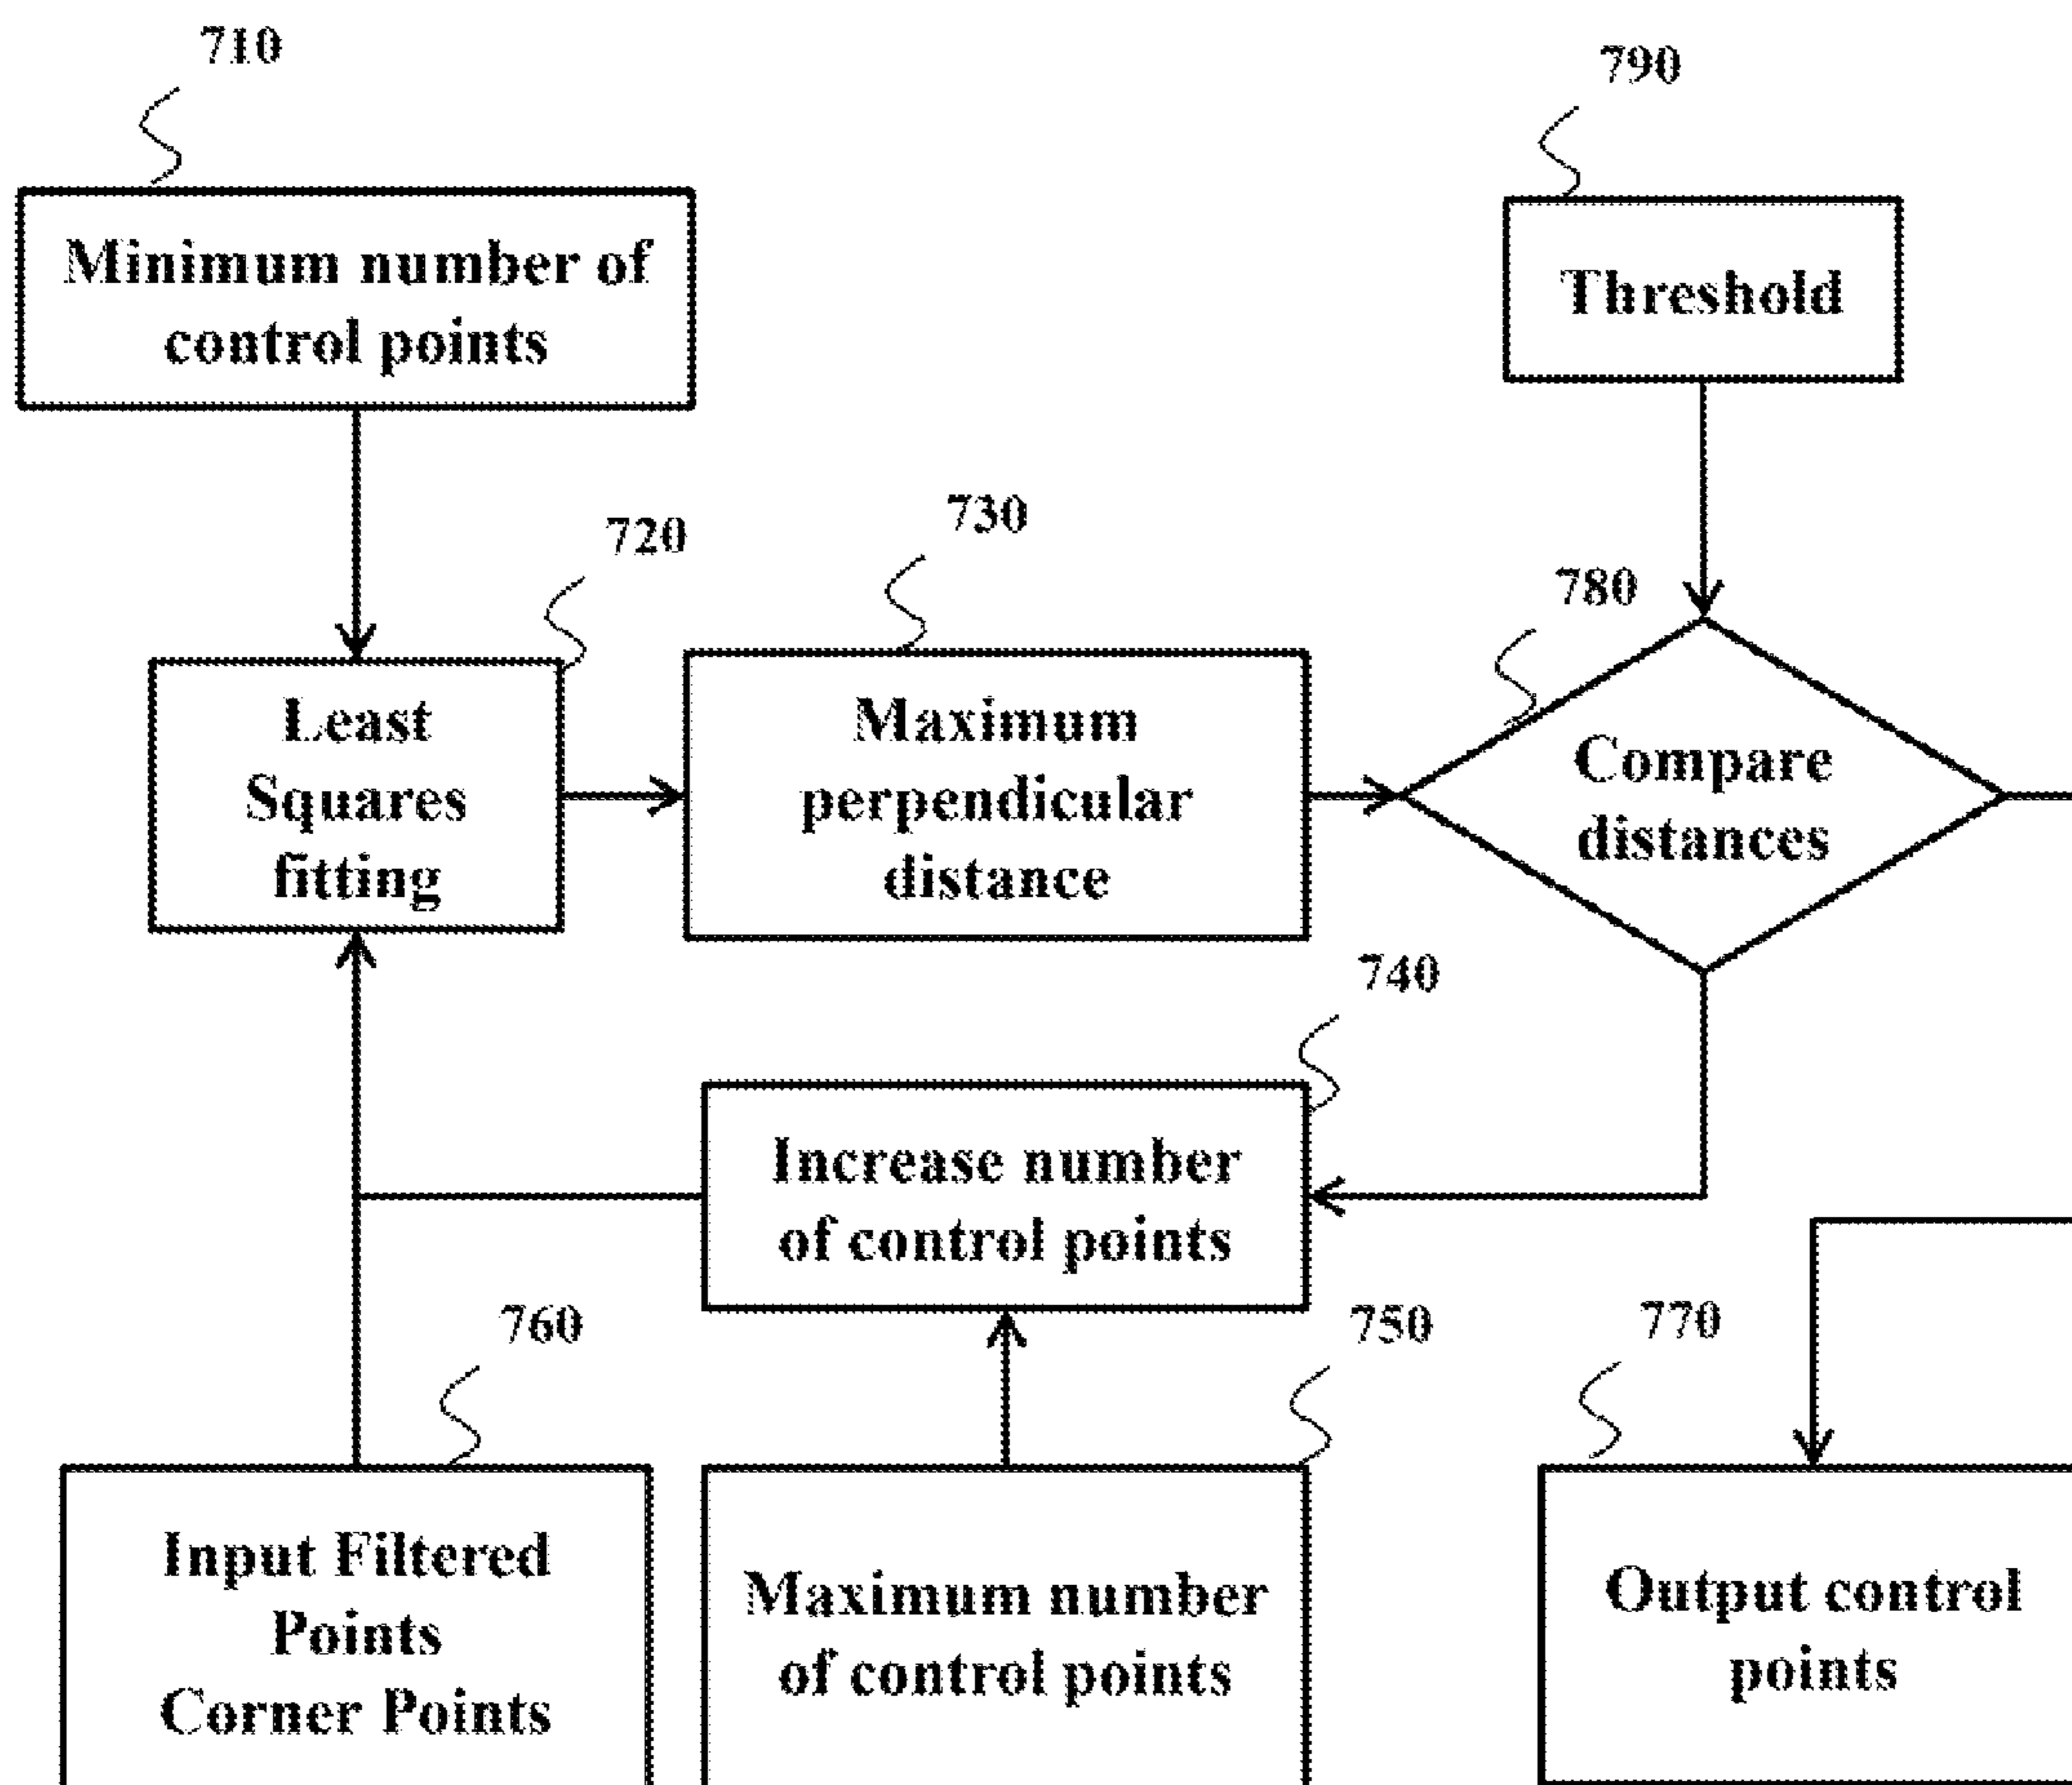 710
790
Minimum number of
control points
Threshold
720
730
780
Least
Squares
fitting
Maximum
perpendicular
distance
Compare
distances
740
Increase number
of control points
760
750
770
Input Filtered
Points
Corner Points
Maximum number
of control points
Output control
points